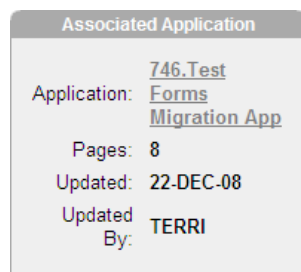 Associated Application
746.Test
Application: Forms
Migration App
Pages: 8
Updated: 22-DEC-08
Updated
By: TERRI